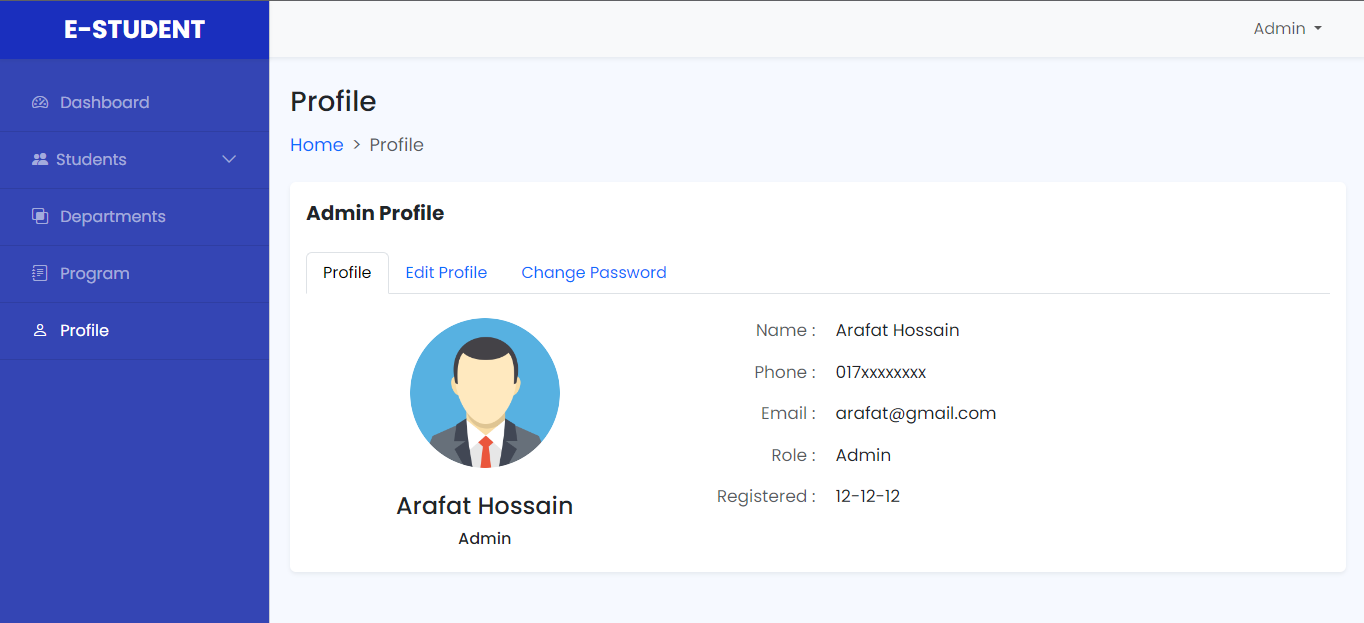 E-STUDENT
Admin
Dashboard
Students
Departments
Program
Profile
Profile
Home > Profile
Admin Profile
Profile Edit Profile Change Password
Arafat Hossain
Admin
Name : Arafat Hossain
Phone : 017xxxxxxxx
Email : arafat@gmail.com
Role : Admin
Registered : 12-12-12